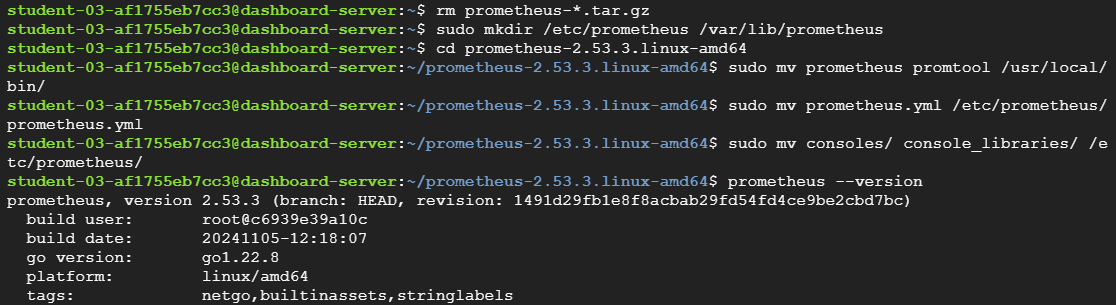 student-03-af1755eb7cc3@dashboard-server:~$ rm prometheus-*.tar.gz
student-03-af1755eb7cc3@dashboard-server:~$ sudo mkdir /etc/prometheus /var/lib/prometheus
student-03-af1755eb7cc3@dashboard-server:~$ cd prometheus-2.53.3.linux-amd64
student-03-af1755eb7cc3@dashboard-server:~/prometheus-2.53.3.linux-amd64$ sudo mv prometheus promtool /usr/local/
bin/
student-03-af1755eb7cc3@dashboard-server:~/prometheus-2.53.3.linux-amd64$ sudo mv prometheus.yml /etc/prometheus/
prometheus.yml
student-03-af1755eb7cc3@dashboard-server:~/prometheus-2.53.3.linux-amd64$ sudo mv consoles/ console_libraries/ /e
tc/prometheus/
student-03-af1755eb7cc3@dashboard-server:~/prometheus-2.53.3.linux-amd64$ prometheus --version
prometheus, version 2.53.3 (branch: HEAD, revision: 1491d29fb1e8f8acbab29fd54fd4ce9be2cbd7bc)
  build user:       root@c6939e39a10c
  build date:       20241105-12:18:07
  go version:       go1.22.8
  platform:         linux/amd64
  tags:             netgo,builtinassets,stringlabels